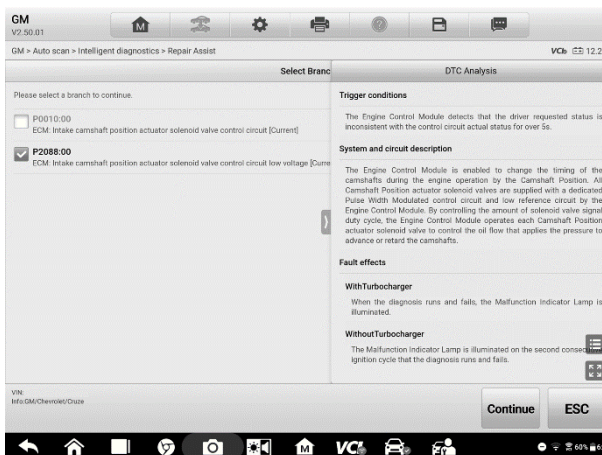 GM
V2.50.01
GM > Auto scan > Intelligent diagnostics > Repair Assist
VCI 12.2
Select Branc
DTC Analysis
Please select a branch to continue.
P0010:00
ECM: Intake camshaft position actuator solenoid valve control circuit [Current]
P2088:00
ECM: Intake camshaft position actuator solenoid valve control circuit low voltage [Curre
Trigger conditions
The Engine Control Module detects that the driver requested status is
inconsistent with the control circuit actual status for over 5s.
System and circuit description
The Engine Control Module is enabled to change the timing of the
camshafts during the engine operation by the Camshaft Position. All
Camshaft Position actuator solenoid valves are supplied with a dedicated
Pulse Width Modulated control circuit and low reference circuit by the
Engine Control Module. By controlling the amount of solenoid valve signal
duty cycle, the Engine Control Module operates each Camshaft Position
actuator solenoid valve to control the oil flow that applies the pressure to
advance or retard the camshafts.
Fault effects
WithTurbocharger
When the diagnosis runs and fails, the Malfunction Indicator Lamp is
illuminated.
WithoutTurbocharger
The Malfunction Indicator Lamp is illuminated on the second
ignition cycle that the diagnosis runs and fails.
VIN:
Info:GM/Chevrolet/Cruze
Continue
ESC
M
VCI
M
60%